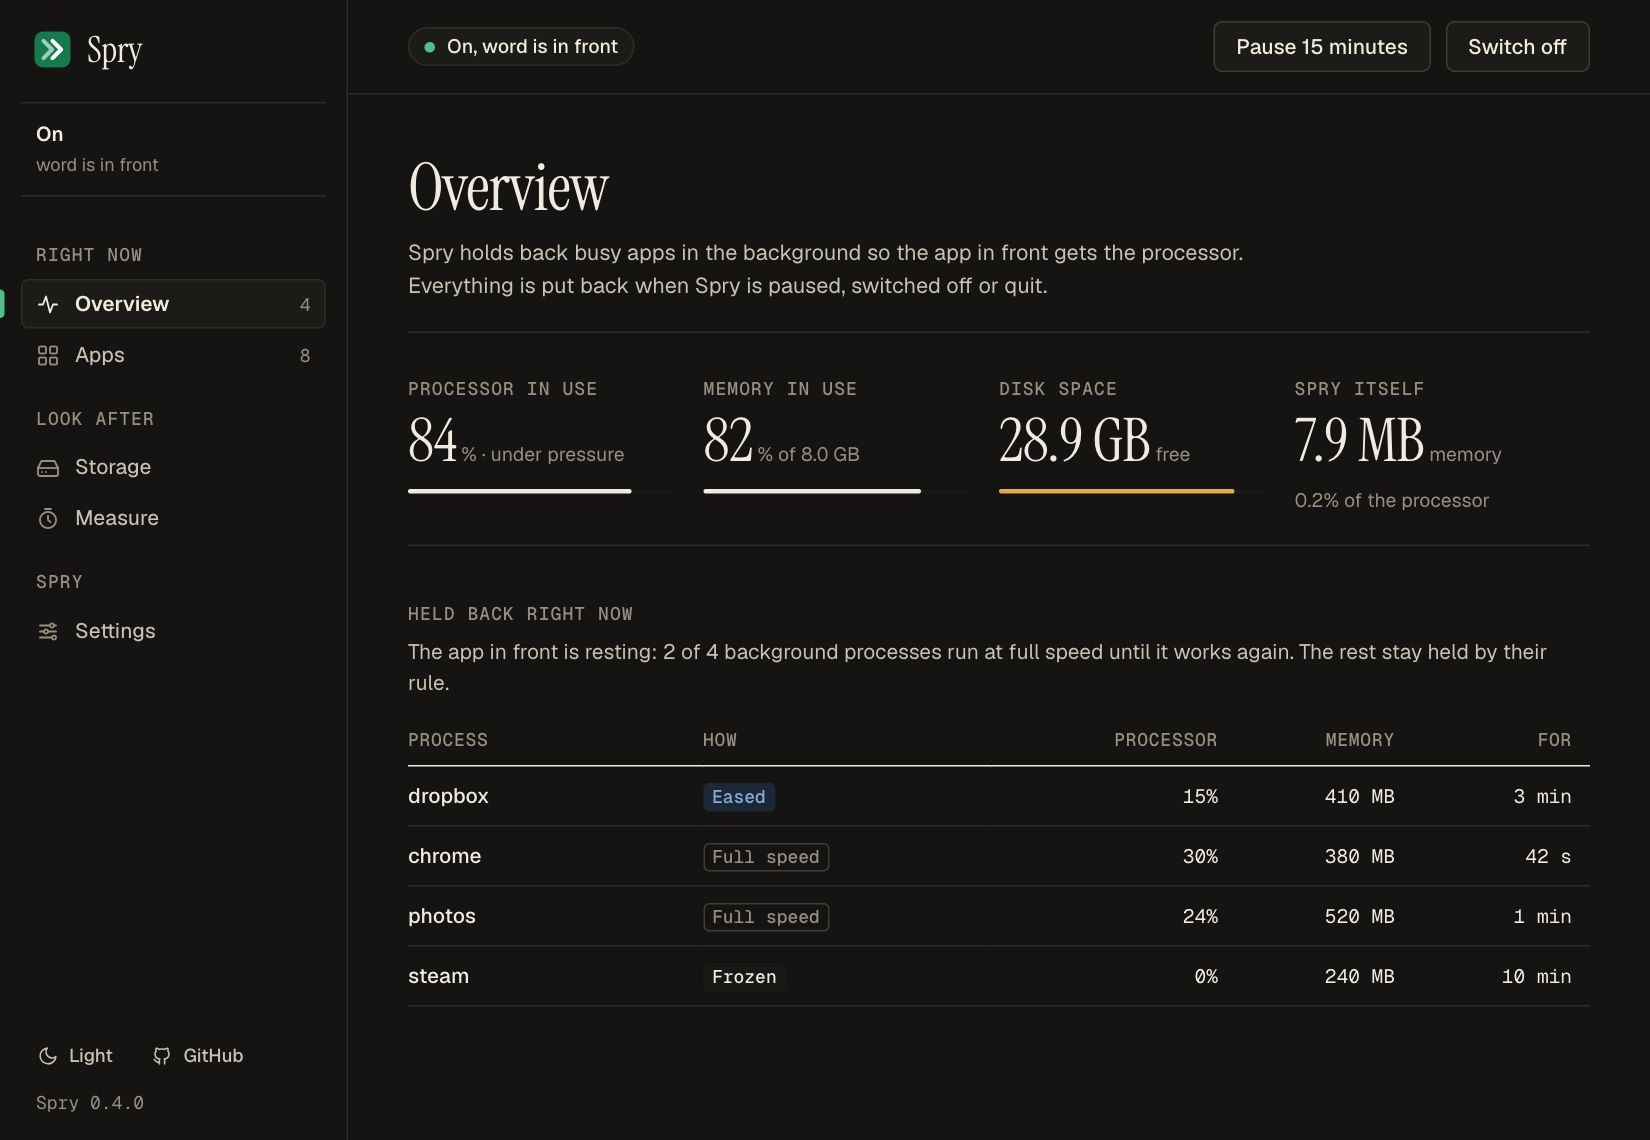 Spry
On
word is in front
RIGHT NOW
Overview 4
Apps 8
LOOK AFTER
Storage
Measure
SPRY
Settings
Light GitHub
Spry 0.4.0
On, word is in front
Pause 15 minutes Switch off
Overview
Spry holds back busy apps in the background so the app in front gets the processor.
Everything is put back when Spry is paused, switched off or quit.
PROCESSOR IN USE
84% · under pressure
MEMORY IN USE
82% of 8.0 GB
DISK SPACE
28.9 GB free
SPRY ITSELF
7.9 MB memory
0.2% of the processor
HELD BACK RIGHT NOW
The app in front is resting: 2 of 4 background processes run at full speed until it works again. The rest stay held by their
rule.
PROCESS HOW PROCESSOR MEMORY FOR
dropbox Eased 15% 410 MB 3 min
chrome Full speed 30% 380 MB 42 s
photos Full speed 24% 520 MB 1 min
steam Frozen 0% 240 MB 10 min